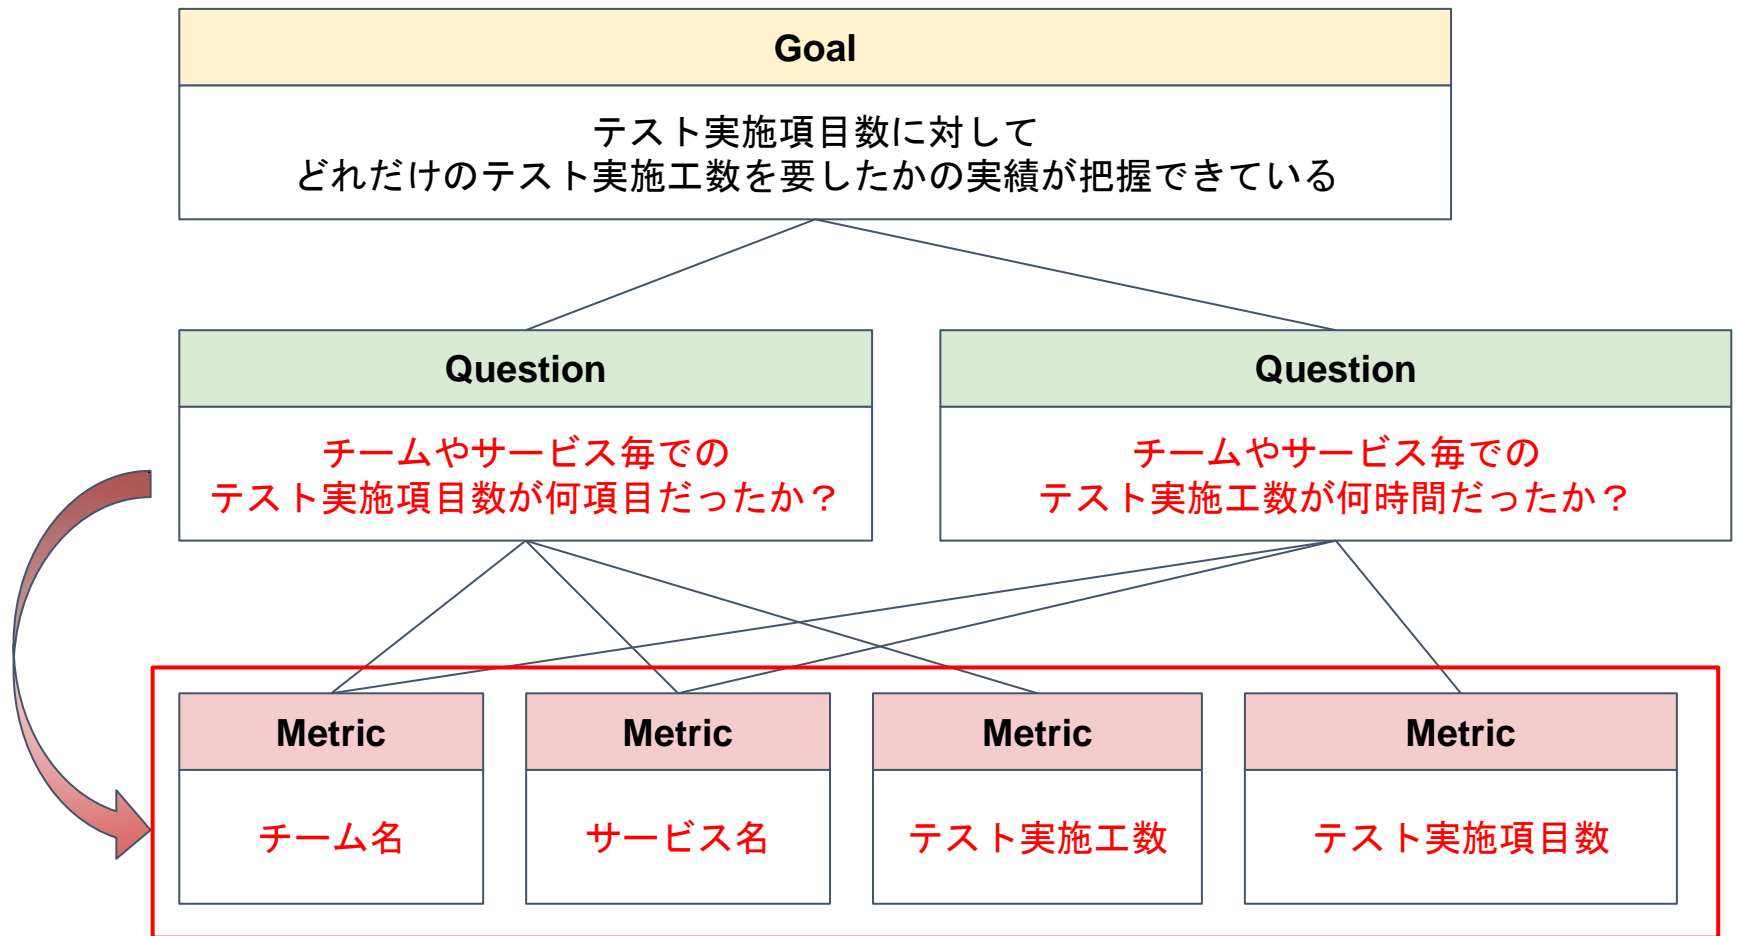 Goal
テスト実施項目数に対して
どれだけのテスト実施工数を要したかの実績が把握できている
Question
チームやサービス毎での
テスト実施項目数が何項目だったか？
Question
チームやサービス毎での
テスト実施工数が何時間だったか？
Metric
チーム名
Metric
サービス名
Metric
テスト実施工数
Metric
テスト実施項目数